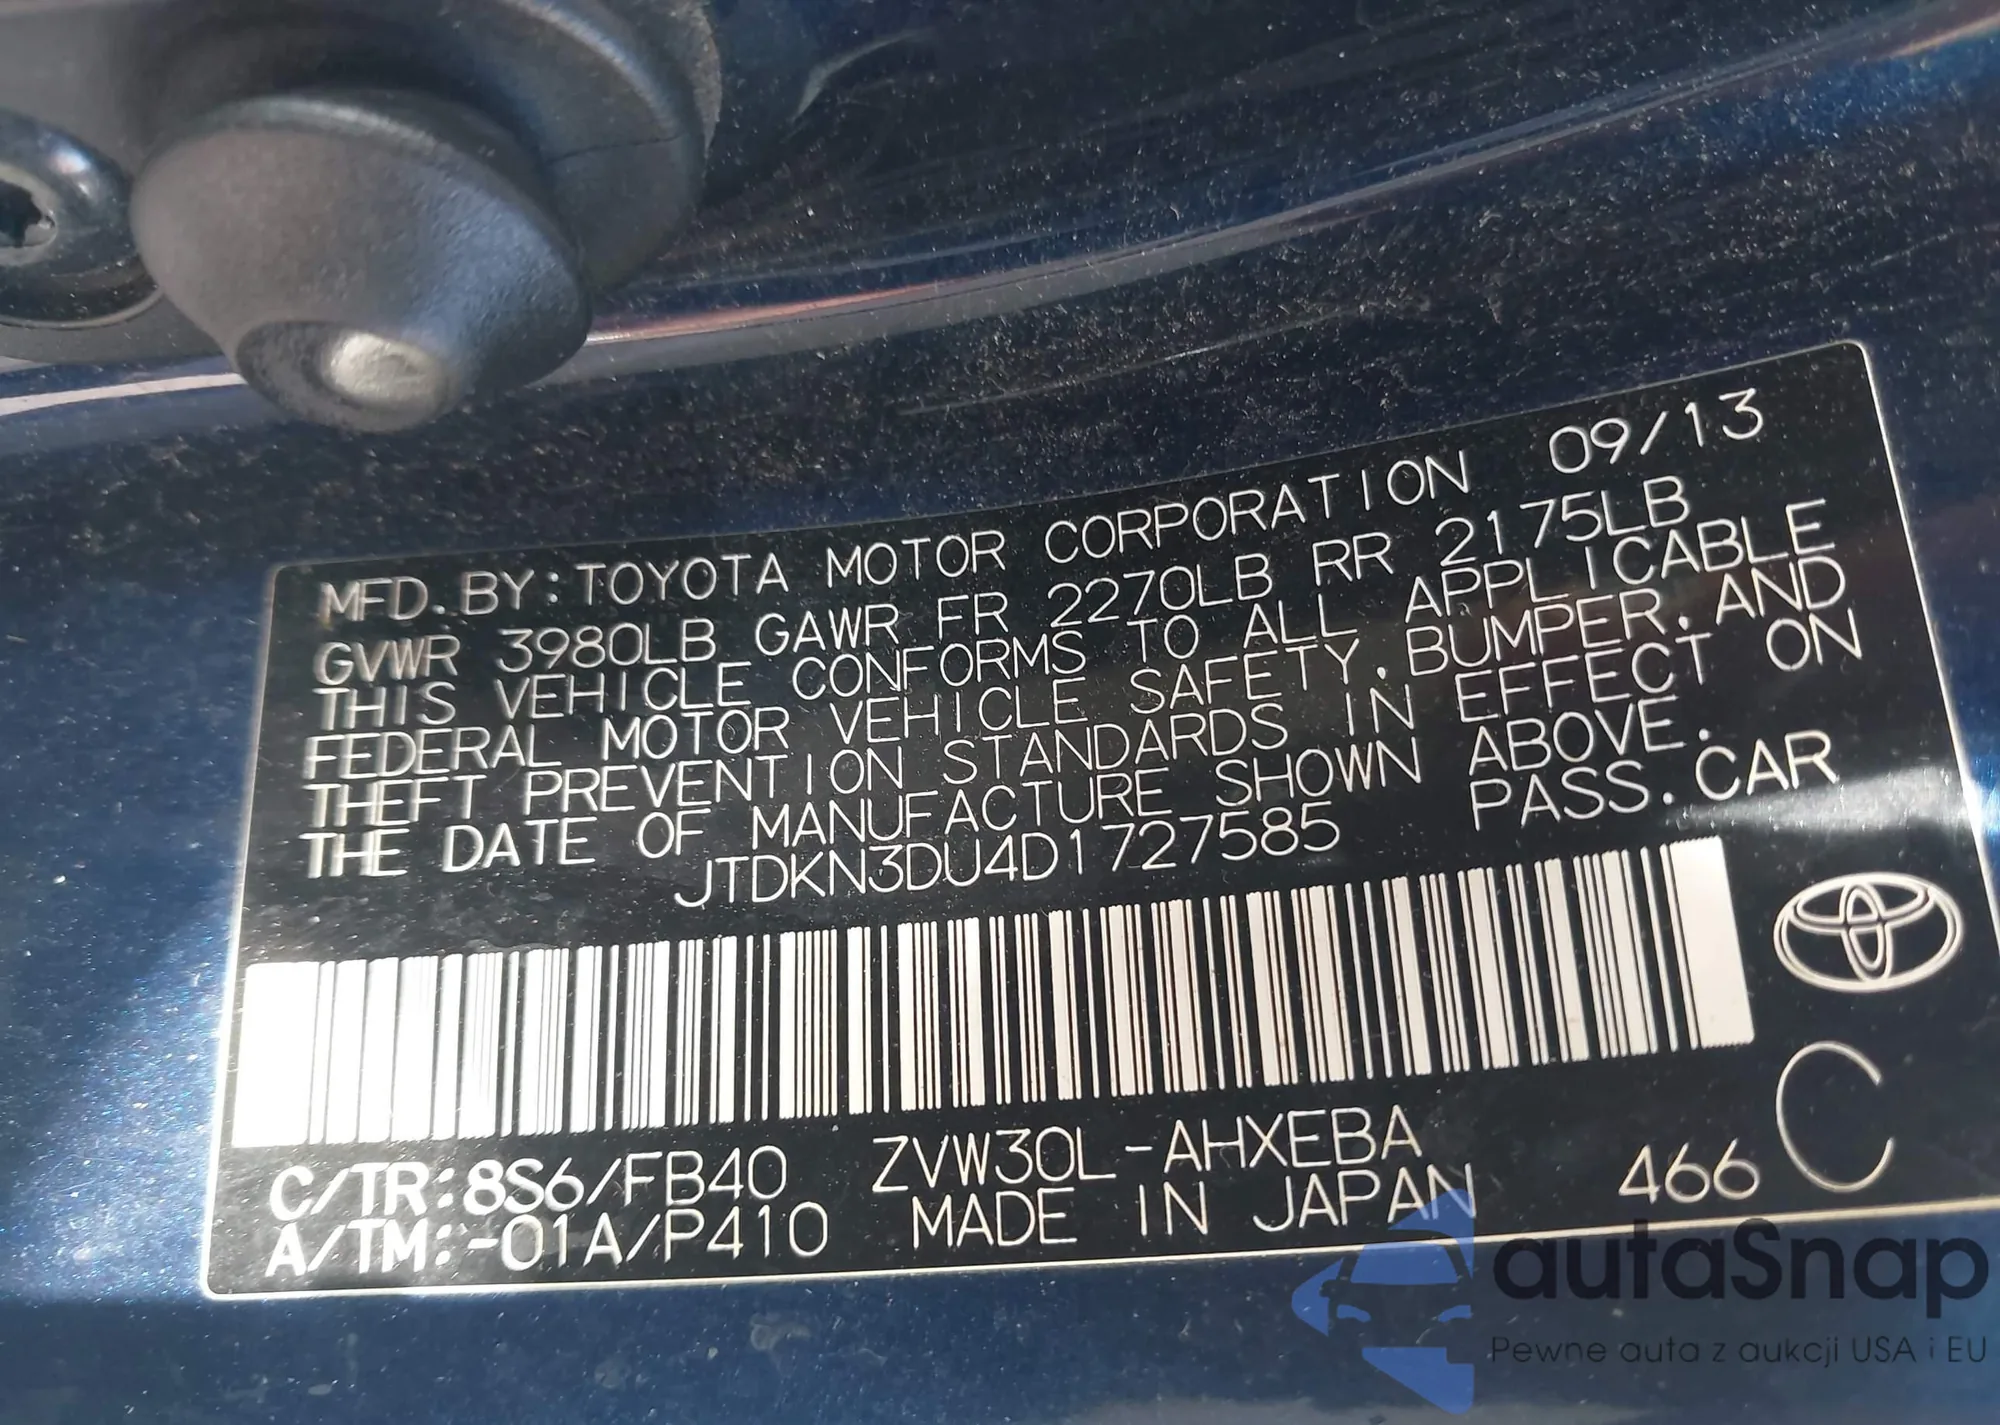 MFD. BY: TOYOTA MOTOR CORPORATION 09/13
GVWR 3980LB GAWR FR 2270LB RR 2175LB
THIS VEHICLE CONFORMS TO ALL APPLICABLE
FEDERAL MOTOR VEHICLE SAFETY, BUMPER, AND
THEFT PREVENTION STANDARDS IN EFFECT ON
THE DATE OF MANUFACTURE SHOWN ABOVE.
JTDKN3DU4D1727585 PASS. CAR
C/TR: 8S6/FB40 ZVW30L-AHXEBA
A/TM: -01A/P410 MADE IN JAPAN 466 C
autaSnap
Pewne auta z aukcji USA i EU